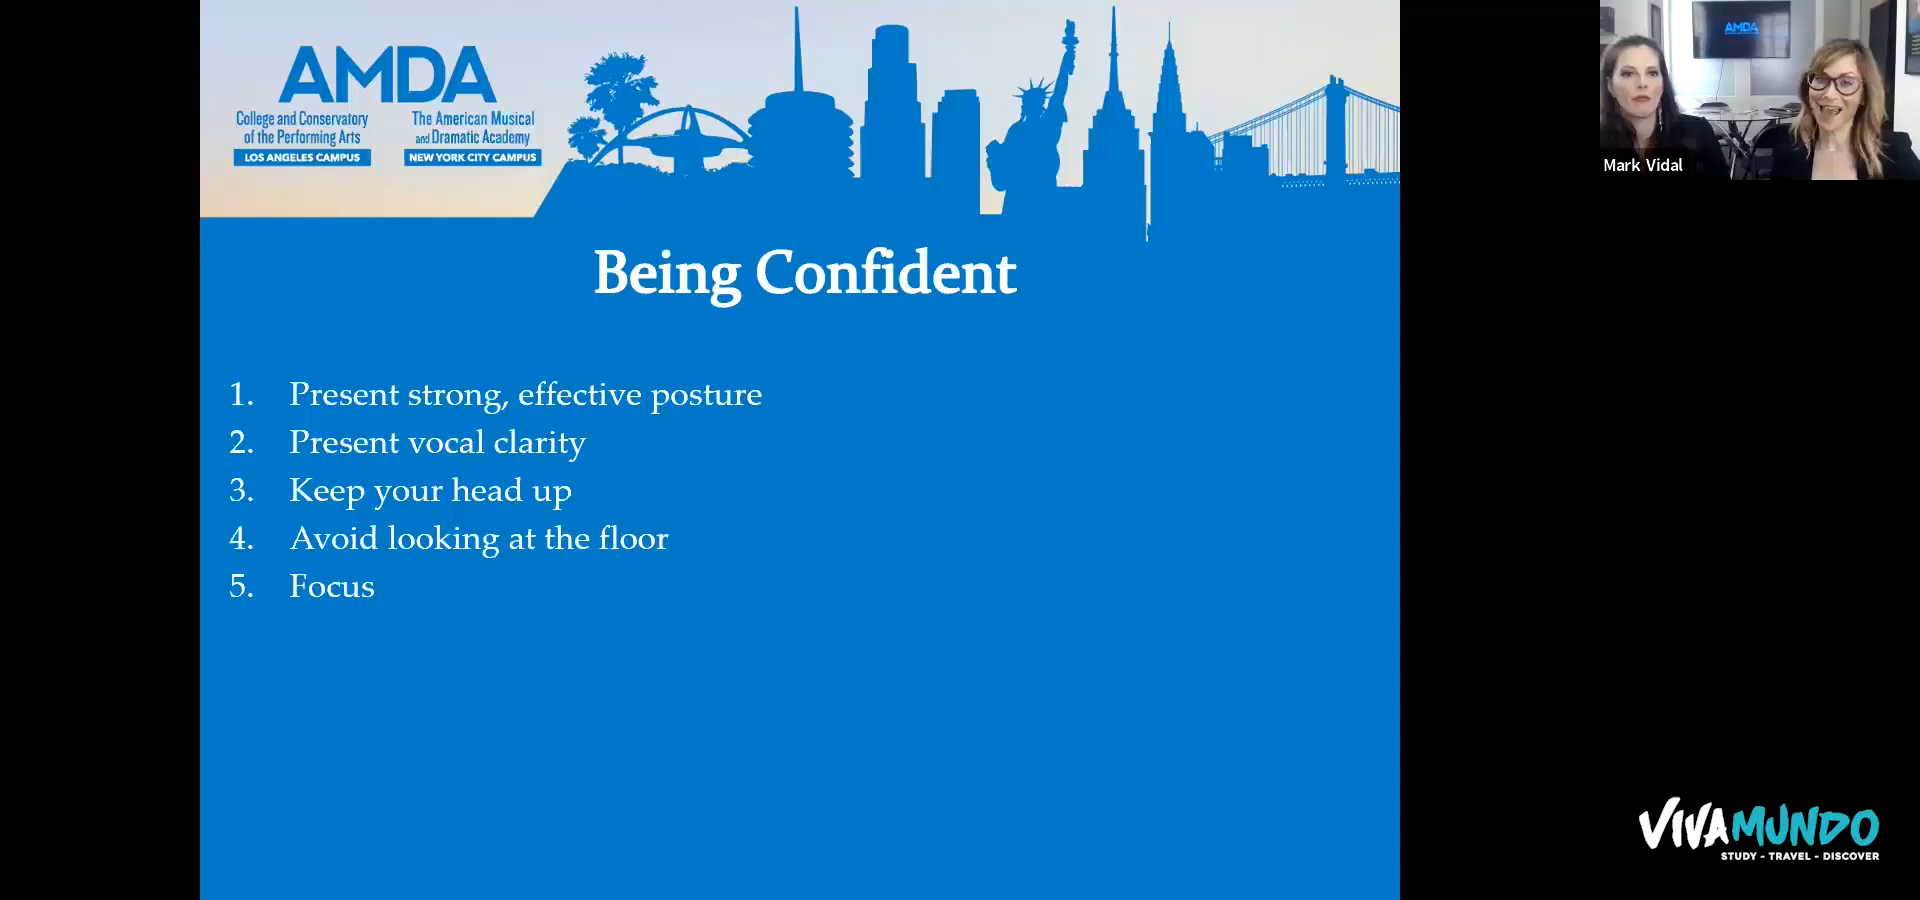 AMDA
College and Conservatory
of the Performing Arts
LOS ANGELES CAMPUS
The American Musical
and Dramatic Academy
NEW YORK CITY CAMPUS
AMDA
Mark Vidal
Being Confident
1. Present strong, effective posture
2. Present vocal clarity
3. Keep your head up
4. Avoid looking at the floor
5. Focus
VIVAMUNDO
STUDY - TRAVEL - DISCOVER